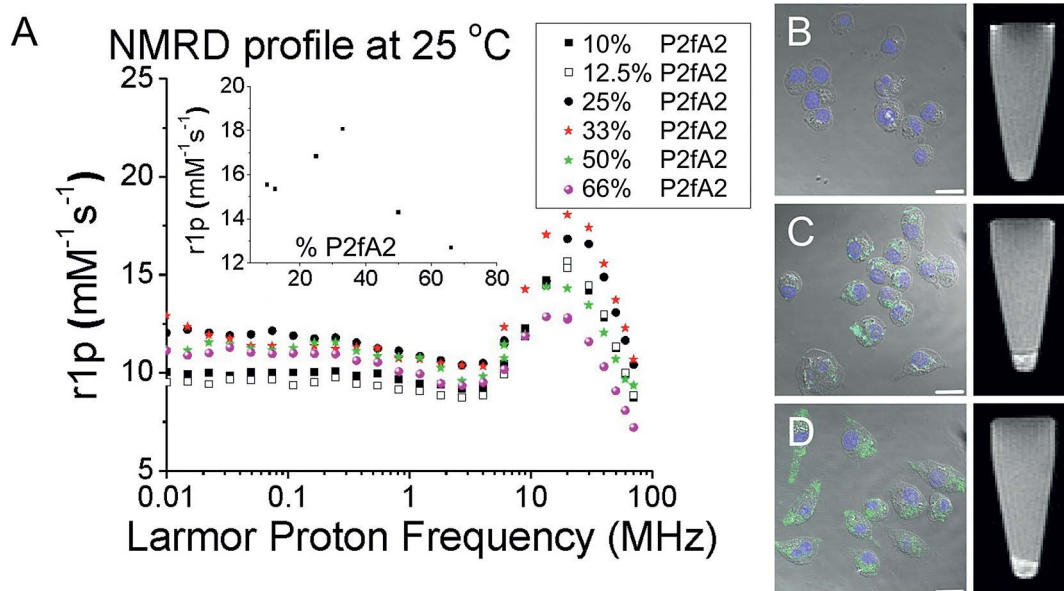 A
NMRD profile at 25 °C
10% P2fA2
12.5% P2fA2
25% P2fA2
33% P2fA2
50% P2fA2
66% P2fA2
25
20
15
10
5
r1p (mM⁻¹s⁻¹)
0.01 0.1 1 10 100
Larmor Proton Frequency (MHz)
20
18
16
14
12
r1p (mM⁻¹s⁻¹)
% P2fA2
0 20 40 60 80
B
C
D